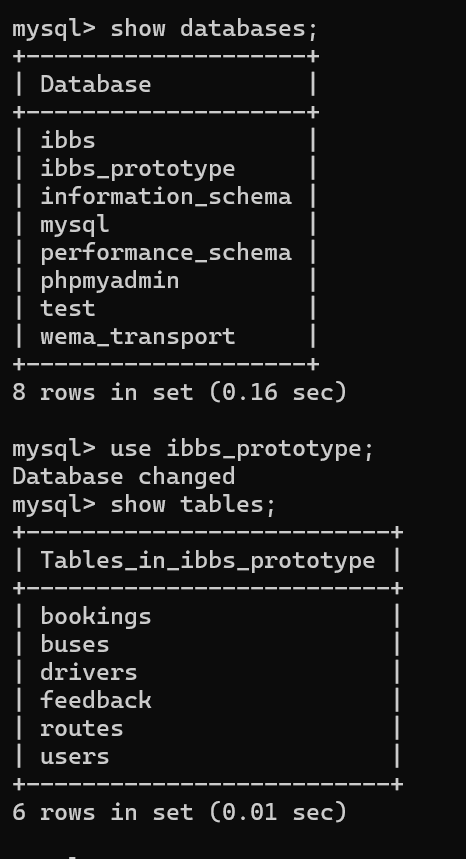 mysql> show databases;
+--------------------+
| Database           |
+--------------------+
| ibbs               |
| ibbs_prototype     |
| information_schema |
| mysql              |
| performance_schema |
| phpmyadmin         |
| test               |
| wema_transport     |
+--------------------+
8 rows in set (0.16 sec)

mysql> use ibbs_prototype;
Database changed
mysql> show tables;
+--------------------------+
| Tables_in_ibbs_prototype |
+--------------------------+
| bookings                 |
| buses                    |
| drivers                  |
| feedback                 |
| routes                   |
| users                    |
+--------------------------+
6 rows in set (0.01 sec)